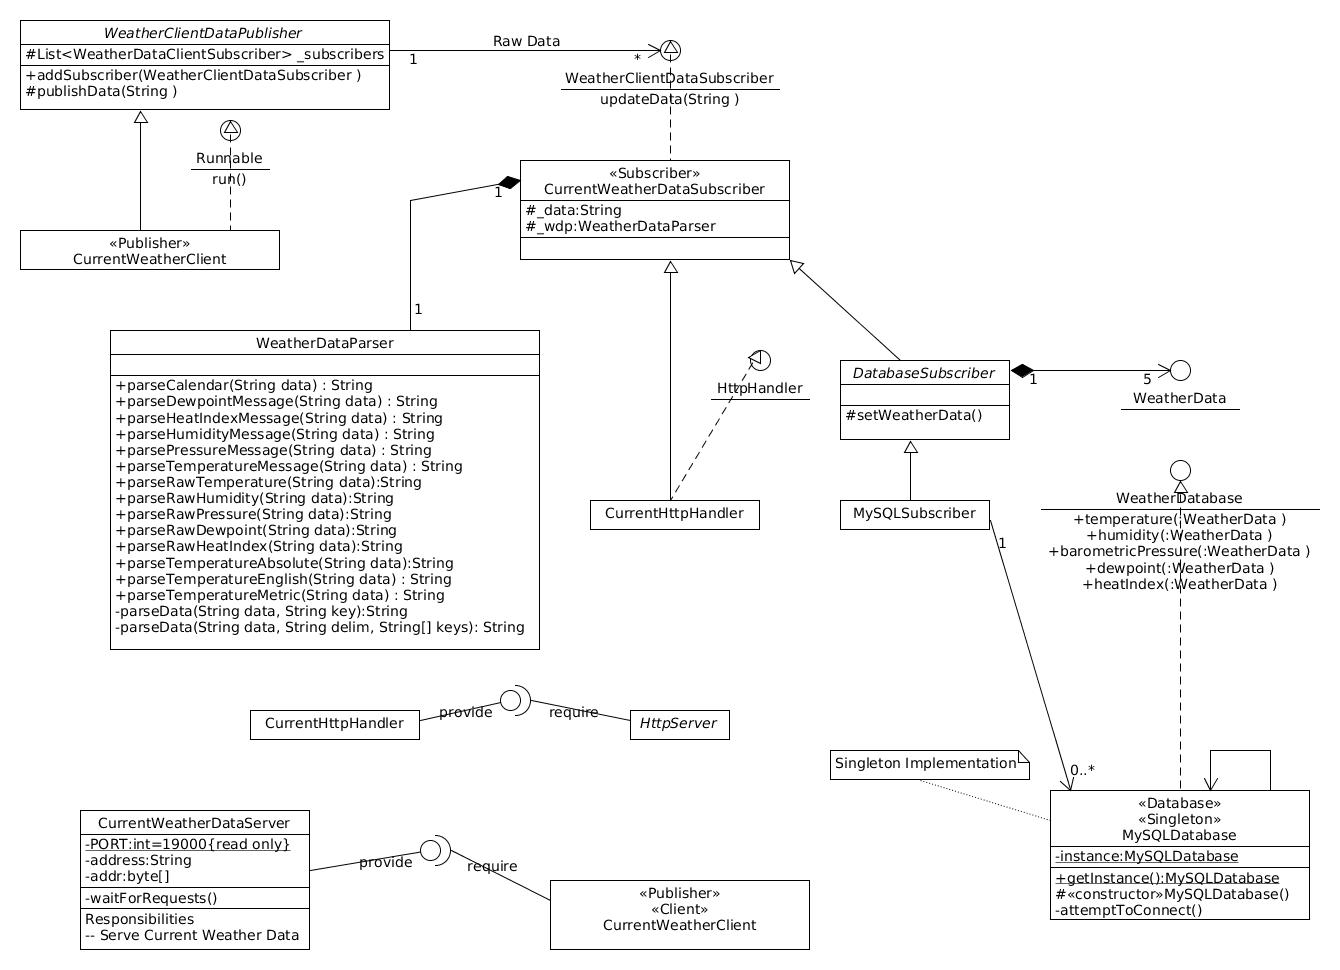 WeatherClientDataPublisher
#List<WeatherDataClientSubscriber> _subscribers
+addSubscriber(WeatherClientDataSubscriber )
#publishData(String )
Raw Data
1
*
WeatherClientDataSubscriber
updateData(String )
Runnable
run()
«Publisher»
CurrentWeatherClient
«Subscriber»
CurrentWeatherDataSubscriber
#_data:String
#_wdp:WeatherDataParser
1
1
WeatherDataParser
+parseCalendar(String data) : String
+parseDewpointMessage(String data) : String
+parseHeatIndexMessage(String data) : String
+parseHumidityMessage(String data) : String
+parsePressureMessage(String data) : String
+parseTemperatureMessage(String data) : String
+parseRawTemperature(String data):String
+parseRawHumidity(String data):String
+parseRawPressure(String data):String
+parseRawDewpoint(String data):String
+parseRawHeatIndex(String data):String
+parseTemperatureAbsolute(String data):String
+parseTemperatureEnglish(String data) : String
+parseTemperatureMetric(String data) : String
-parseData(String data, String key):String
-parseData(String data, String delim, String[] keys): String
HttpHandler
CurrentHttpHandler
DatabaseSubscriber
#setWeatherData()
1
5
WeatherData
MySQLSubscriber
1
0..*
WeatherDatabase
+temperature(:WeatherData )
+humidity(:WeatherData )
+barometricPressure(:WeatherData )
+dewpoint(:WeatherData )
+heatIndex(:WeatherData )
CurrentHttpHandler
provide
require
HttpServer
Singleton Implementation
«Database»
«Singleton»
MySQLDatabase
-instance:MySQLDatabase
+getInstance():MySQLDatabase
#«constructor»MySQLDatabase()
-attemptToConnect()
CurrentWeatherDataServer
-PORT:int=19000{read only}
-address:String
-addr:byte[]
-waitForRequests()
Responsibilities
-- Serve Current Weather Data
provide
require
«Publisher»
«Client»
CurrentWeatherClient